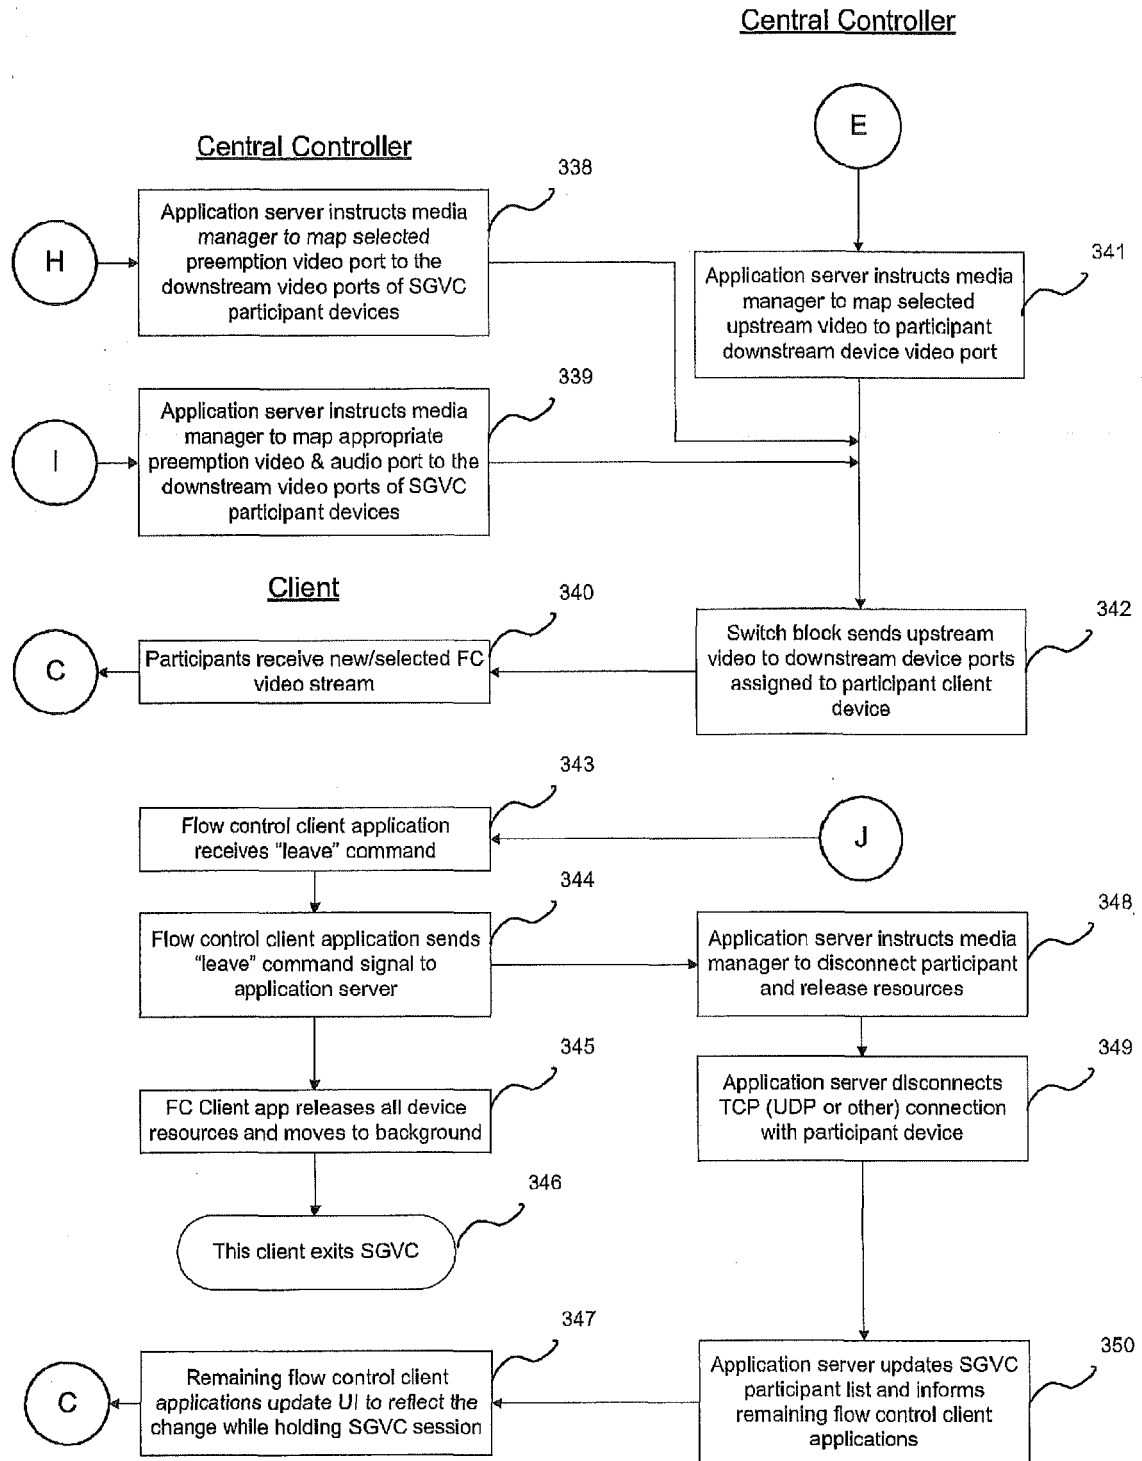 Central Controller
E
Central Controller
338
Application server instructs media
manager to map selected
preemption video port to the
downstream video ports of SGVC
participant devices
H
341
Application server instructs media
manager to map selected
upstream video to participant
downstream device video port
339
Application server instructs media
manager to map appropriate
preemption video & audio port to the
downstream video ports of SGVC
participant devices
I
Client
340
Participants receive new/selected FC
video stream
C
342
Switch block sends upstream
video to downstream device ports
assigned to participant client
device
343
Flow control client application
receives "leave" command
J
344
Flow control client application sends
"leave" command signal to
application server
348
Application server instructs media
manager to disconnect participant
and release resources
345
FC Client app releases all device
resources and moves to background
349
Application server disconnects
TCP (UDP or other) connection
with participant device
346
This client exits SGVC
347
Remaining flow control client
applications update UI to reflect the
change while holding SGVC session
C
350
Application server updates SGVC
participant list and informs
remaining flow control client
applications